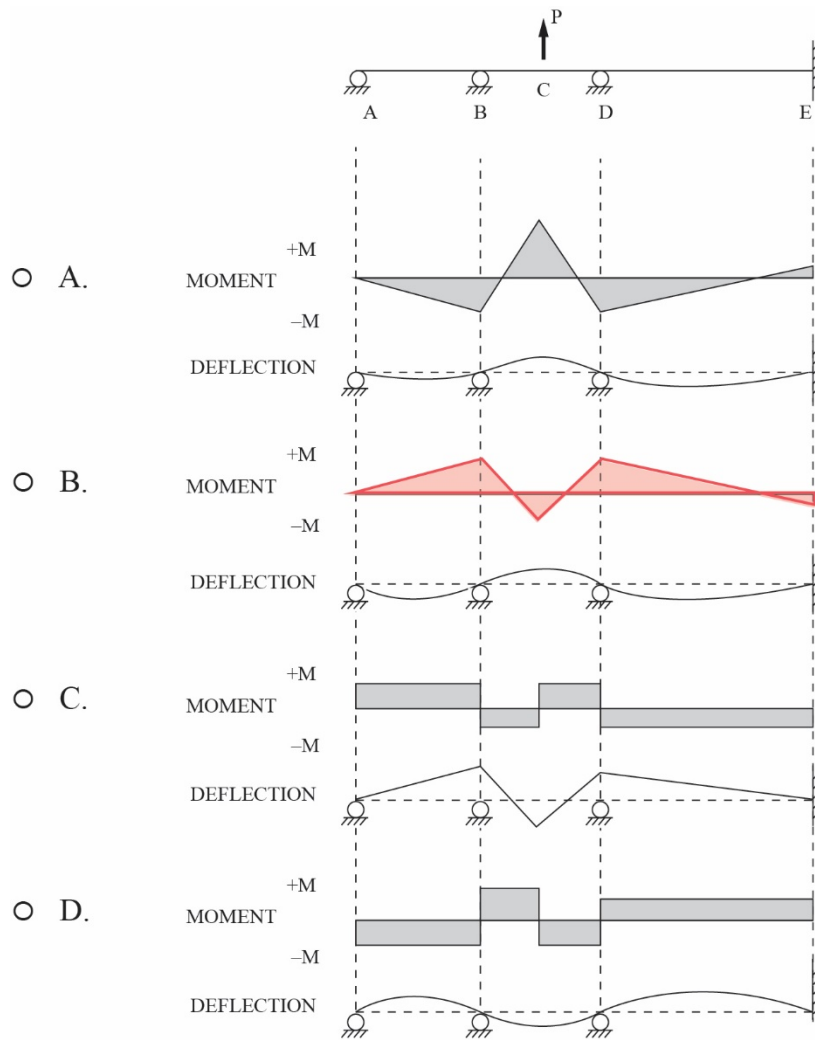 P
C
A B D E
+M
A. MOMENT
–M
DEFLECTION
+M
B. MOMENT
–M
DEFLECTION
+M
C. MOMENT
–M
DEFLECTION
+M
D. MOMENT
–M
DEFLECTION